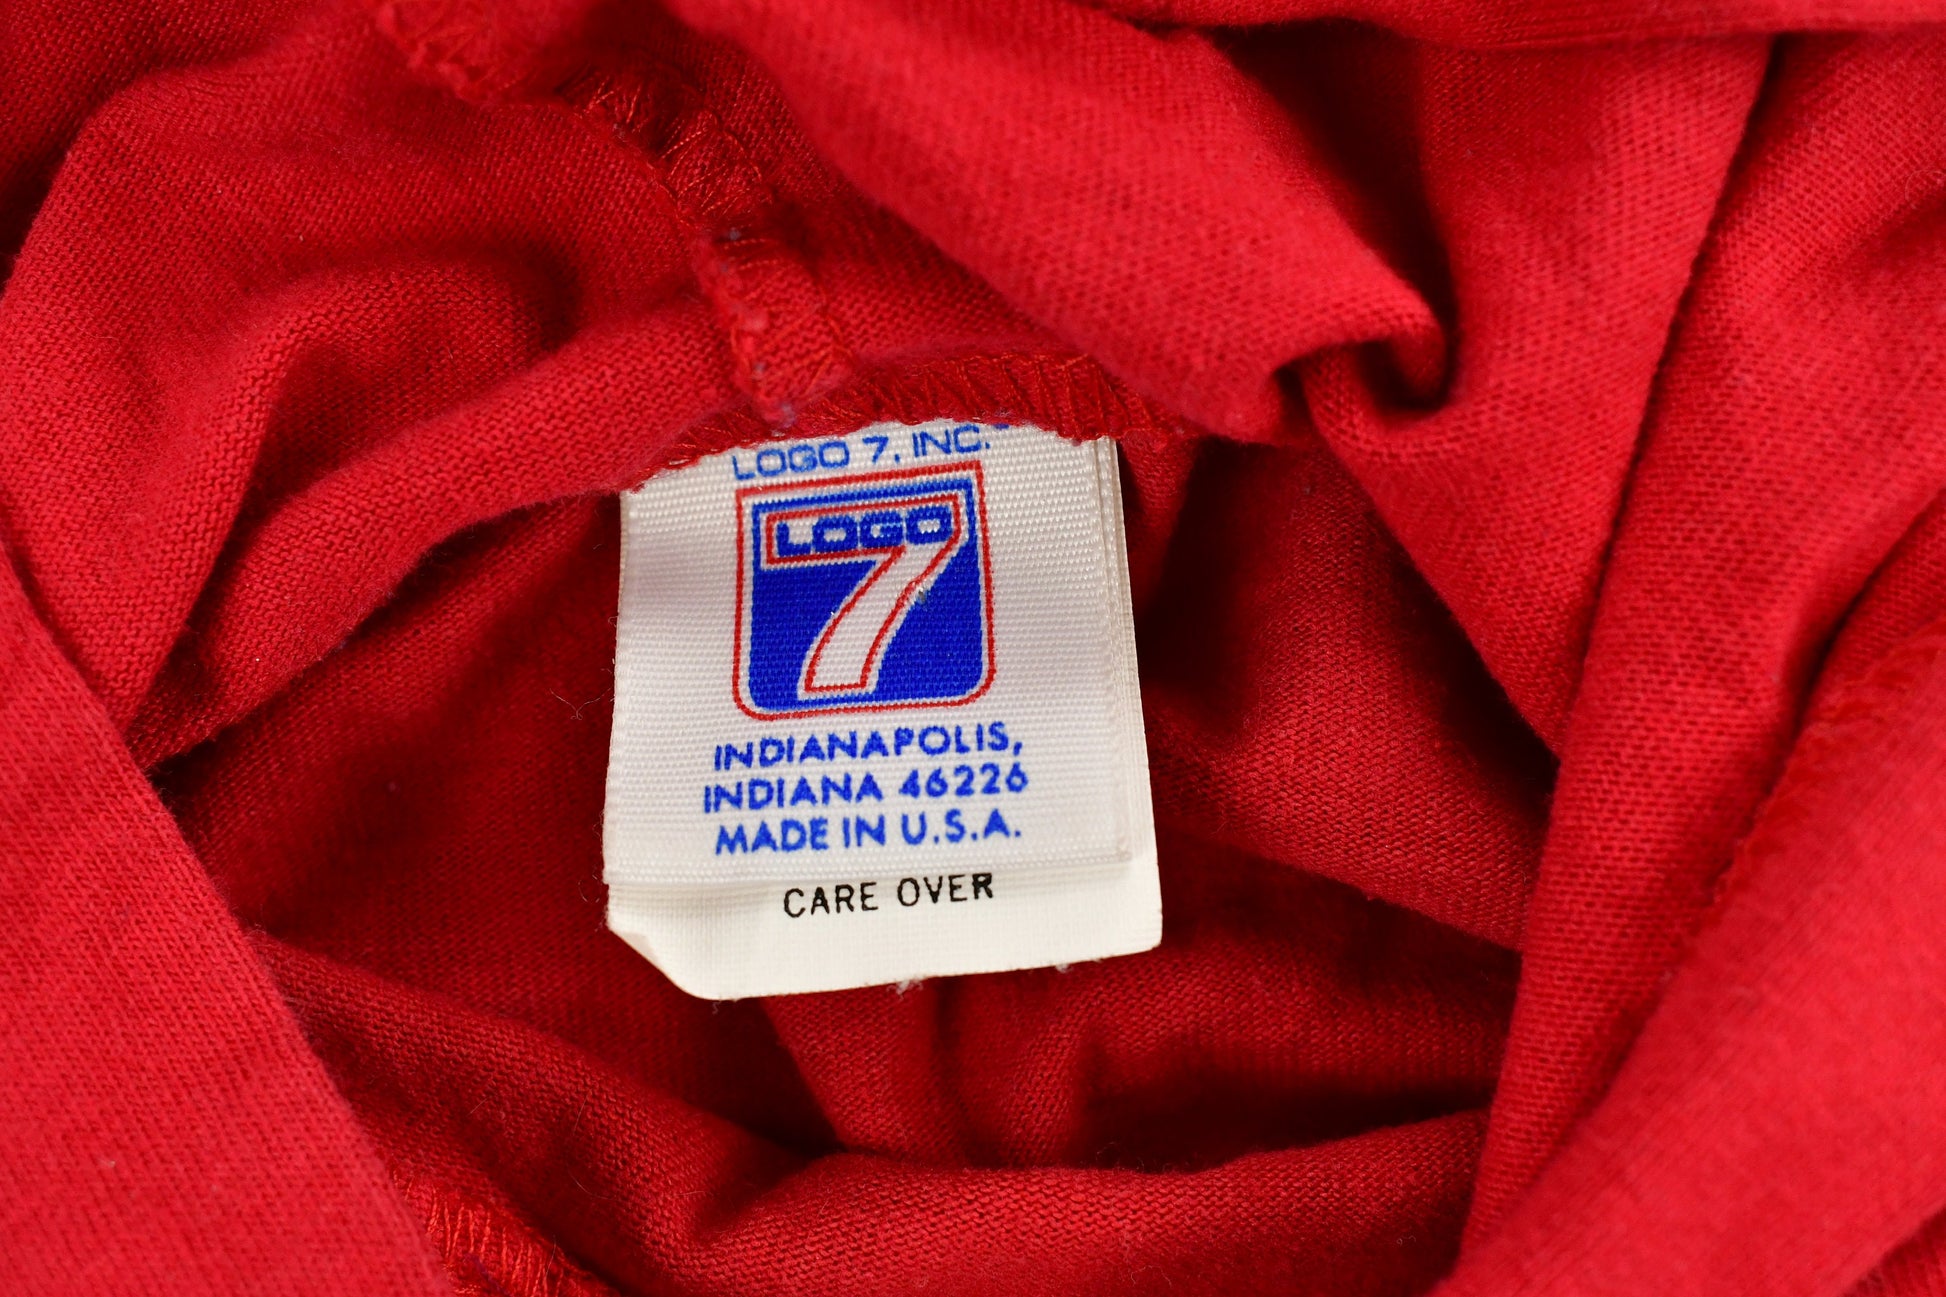 LOGO 7, INC.
LOGO
7
INDIANAPOLIS,
INDIANA 46226
MADE IN U.S.A.
CARE OVER